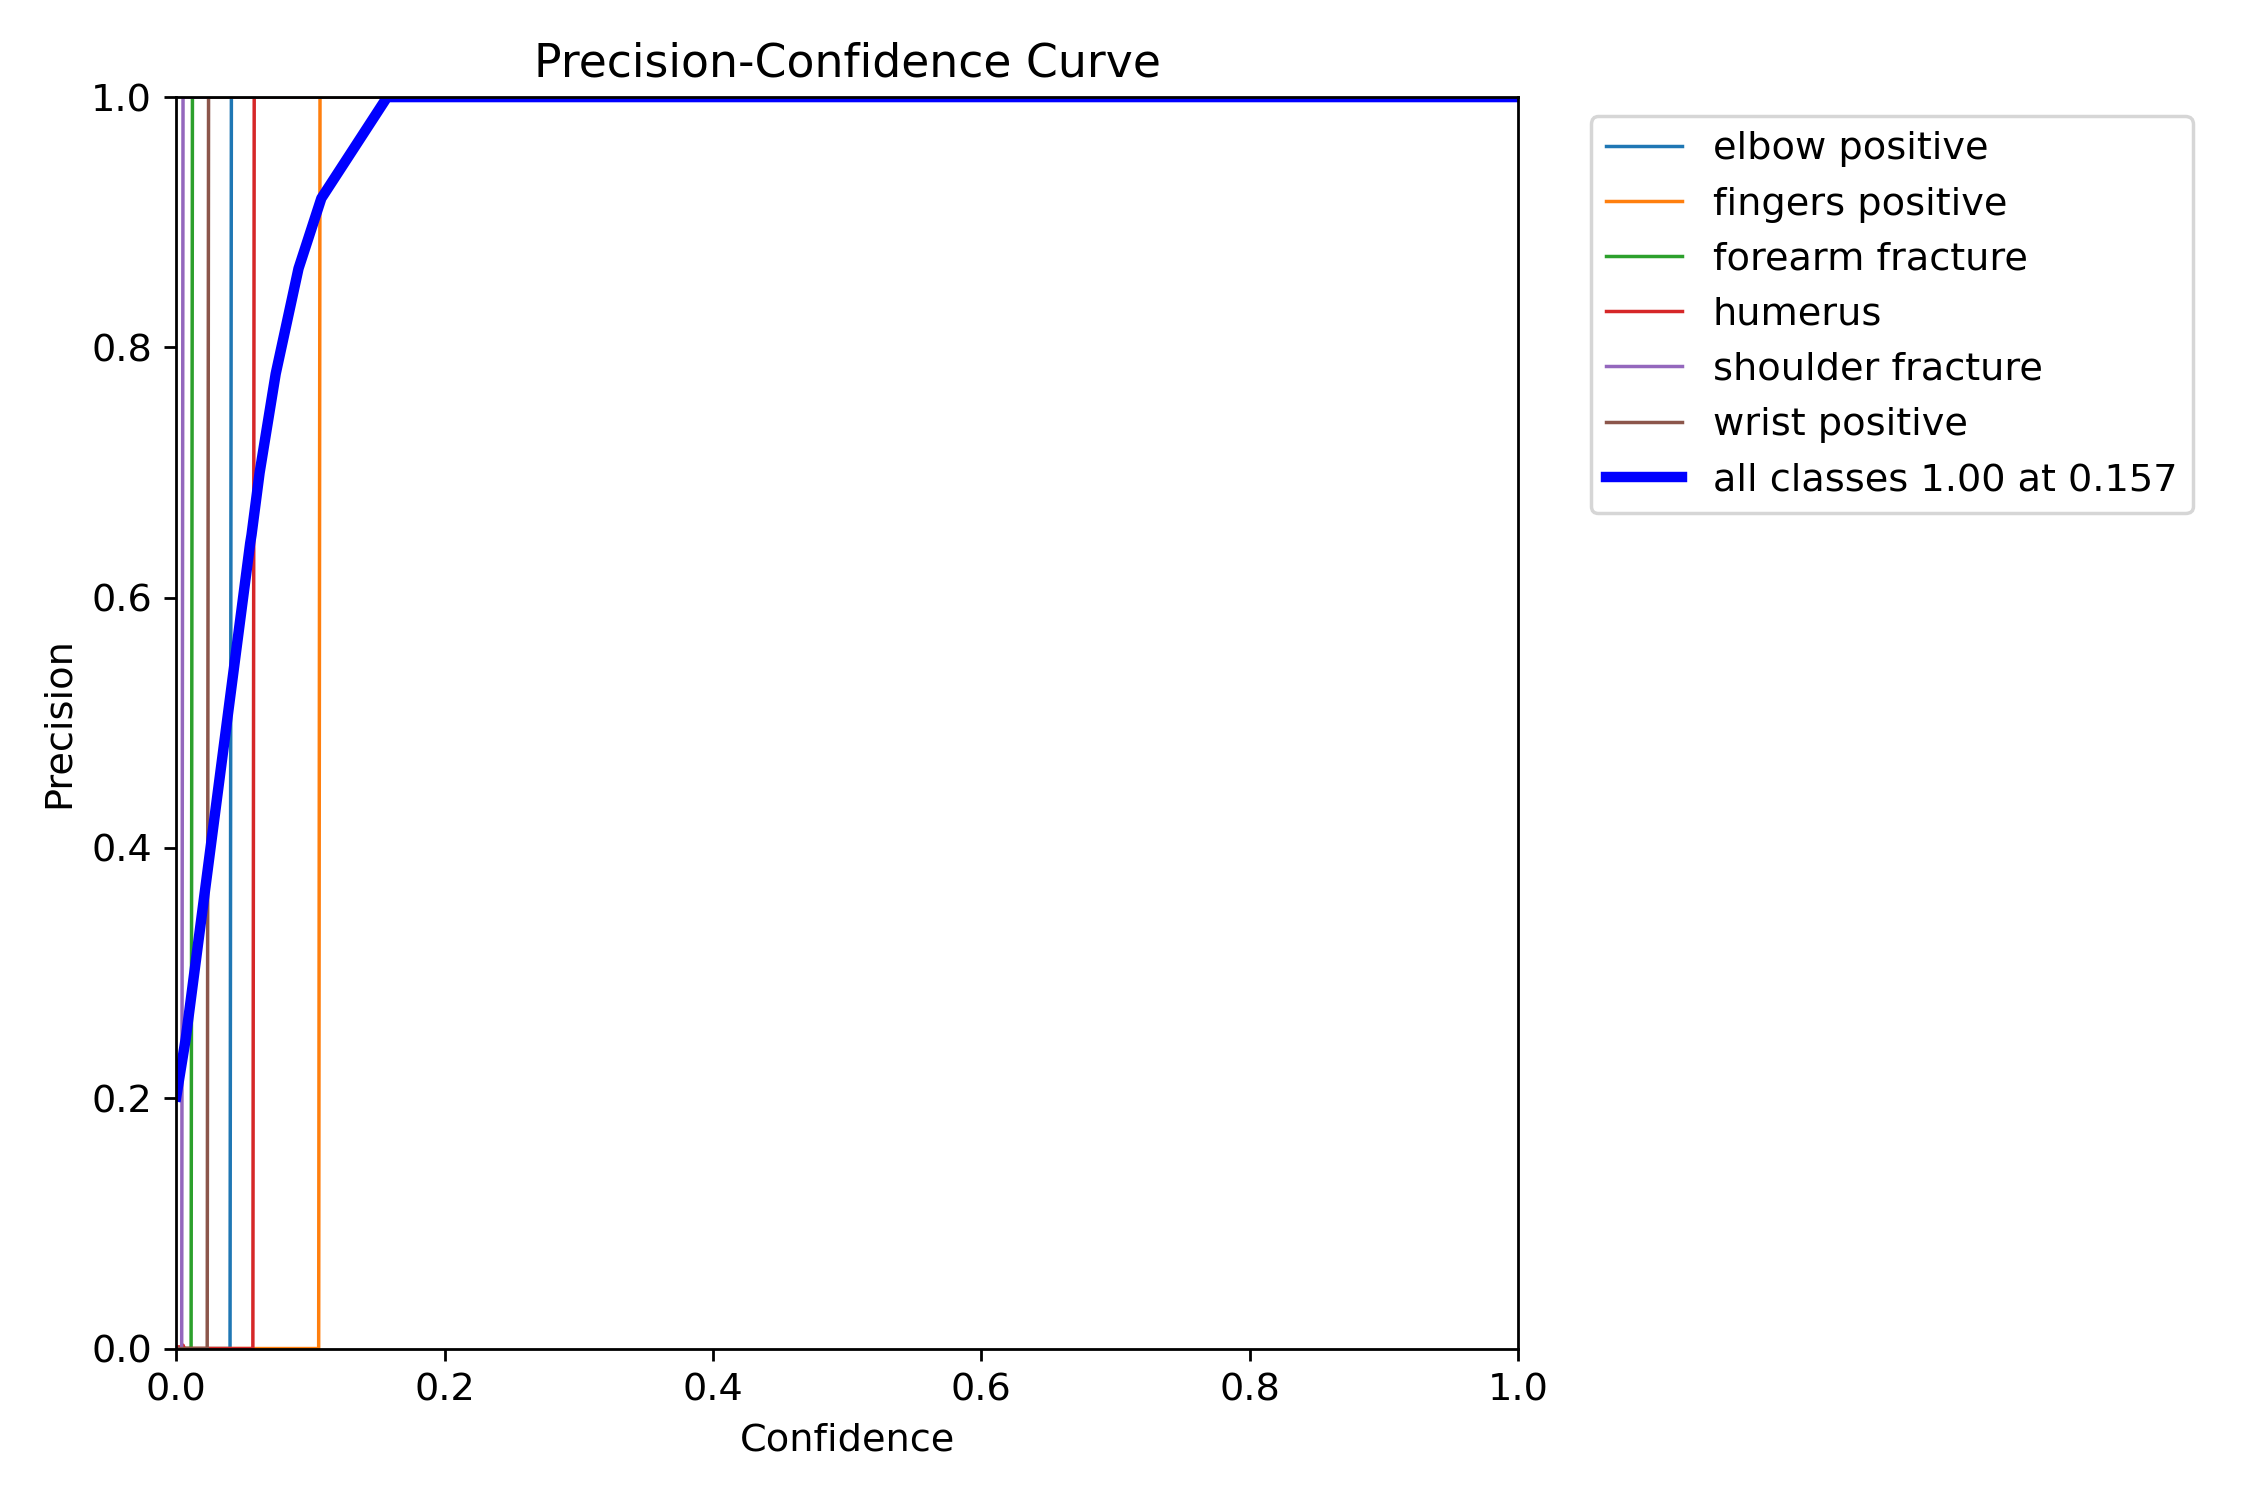 Precision-Confidence Curve
1.0
0.8
0.6
0.4
0.2
0.0
Precision
0.0 0.2 0.4 0.6 0.8 1.0
Confidence
elbow positive
fingers positive
forearm fracture
humerus
shoulder fracture
wrist positive
all classes 1.00 at 0.157